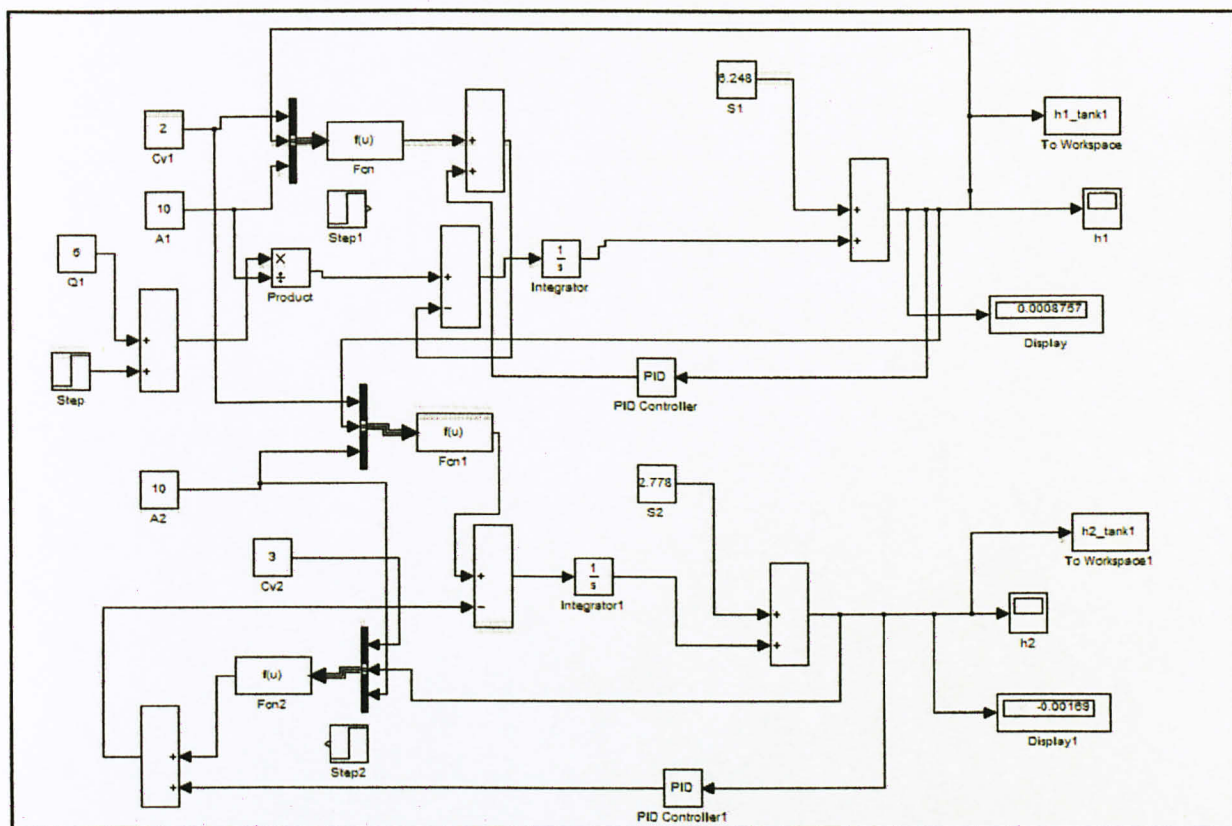 6.248
S1
h1_tank1
To Workspace
2
Cv1
f(u)
Fcn
+
+
10
A1
Step1
+
+
h1
6
Q1
×
÷
Product
+
−
1
s
Integrator
0.0008757
Display
+
+
Step
PID
PID Controller
f(u)
Fcn1
10
A2
2.778
S2
h2_tank1
To Workspace1
3
Cv2
+
−
1
s
Integrator1
+
+
h2
f(u)
Fcn2
-0.00169
Display1
+
+
Step2
PID
PID Controller1